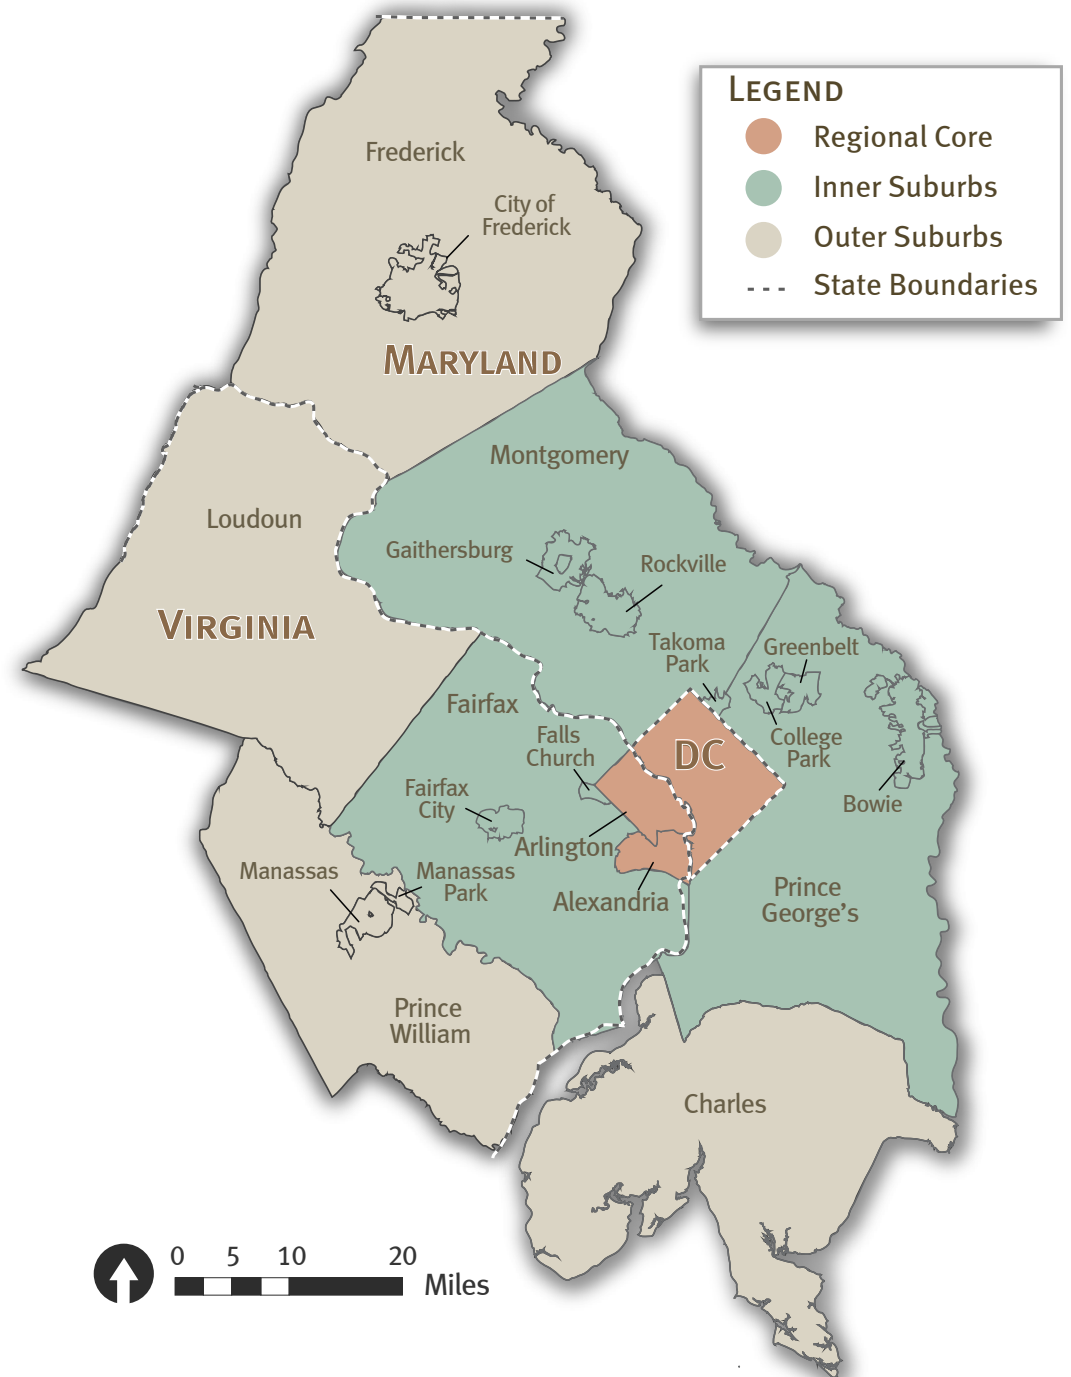 LEGEND
Regional Core
Inner Suburbs
Outer Suburbs
State Boundaries
Frederick
City of
Frederick
MARYLAND
Montgomery
Loudoun
Gaithersburg
Rockville
VIRGINIA
Takoma
Park
Greenbelt
Fairfax
Falls
Church
DC
College
Park
Fairfax
City
Bowie
Arlington
Manassas
Manassas
Park
Alexandria
Prince
George's
Prince
William
Charles
0 5 10 20
Miles